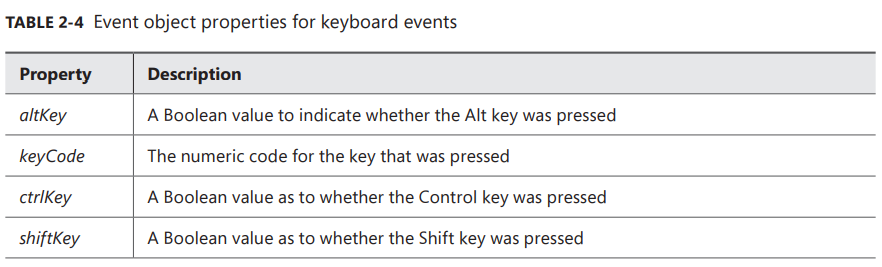 TABLE 2-4 Event object properties for keyboard events
Property Description
altKey A Boolean value to indicate whether the Alt key was pressed
keyCode The numeric code for the key that was pressed
ctrlKey A Boolean value as to whether the Control key was pressed
shiftKey A Boolean value as to whether the Shift key was pressed